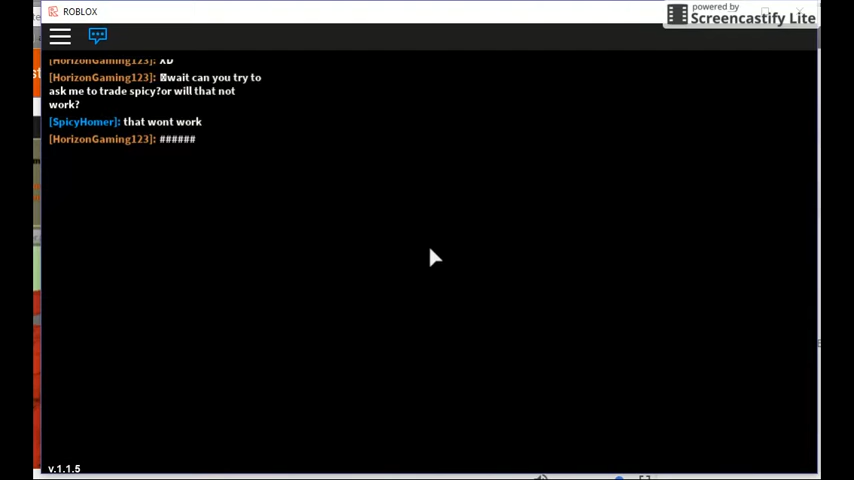 ROBLOX
powered by
Screencastify Lite
[HorizonGaming123]: XD
[HorizonGaming123]: wait can you try to
ask me to trade spicy?or will that not
work?
[SpicyHomer]: that wont work
[HorizonGaming123]: ######
v.1.1.5